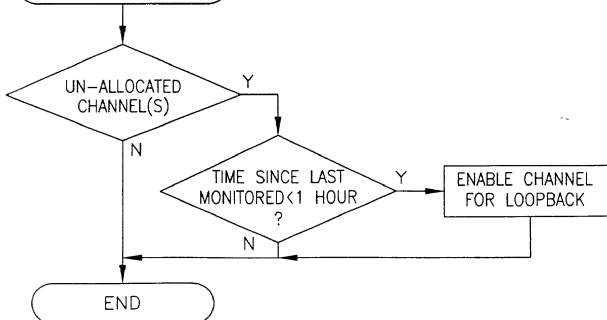 UN-ALLOCATED
CHANNEL(S)
Y
N
TIME SINCE LAST
MONITORED<1 HOUR
?
Y
N
ENABLE CHANNEL
FOR LOOPBACK
END